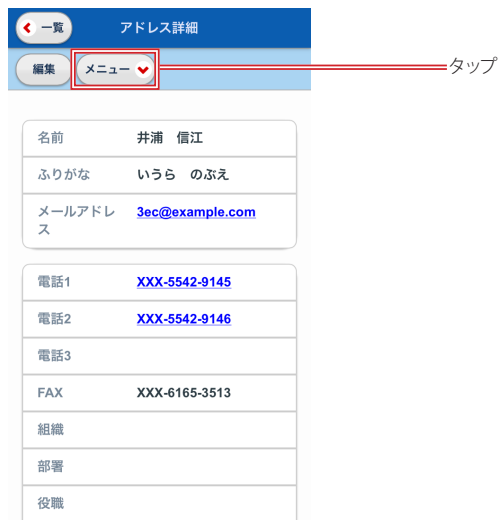 一覧
アドレス詳細
編集
メニュー
タップ
名前 井浦 信江
ふりがな いうら のぶえ
メールアドレ 3ec@example.com
ス
電話1 XXX-5542-9145
電話2 XXX-5542-9146
電話3
FAX XXX-6165-3513
組織
部署
役職